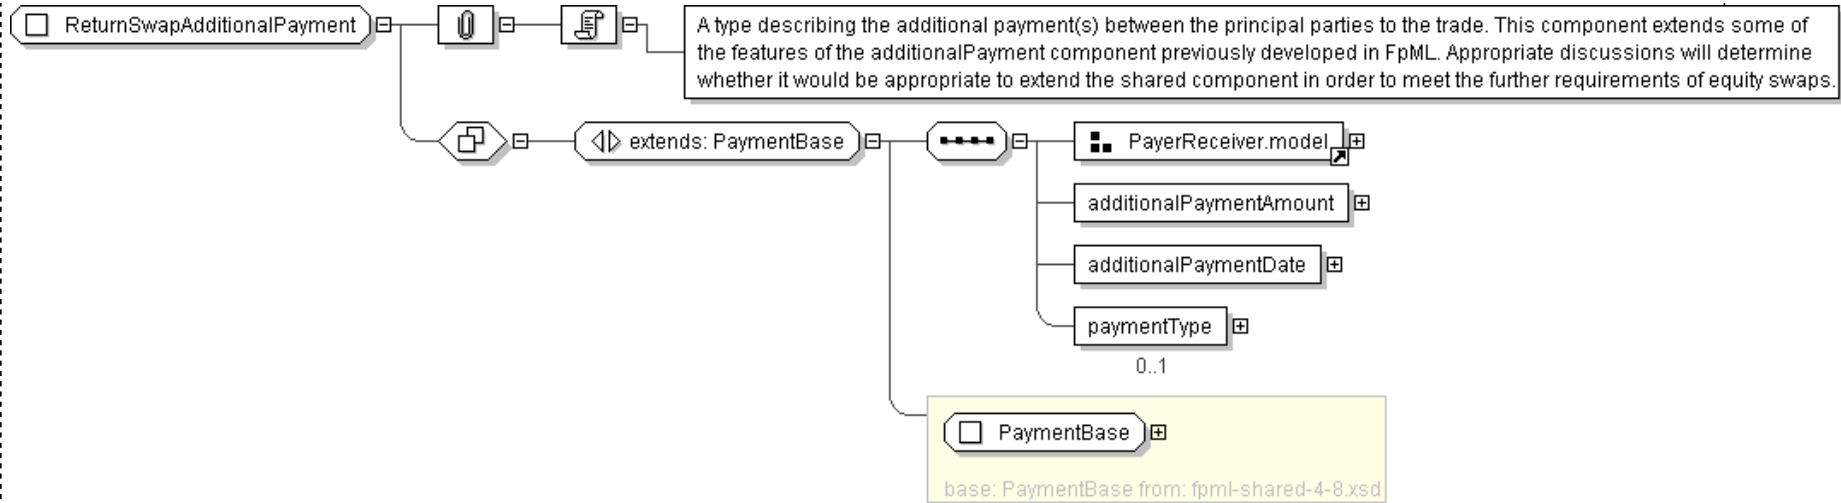 ReturnSwapAdditionalPayment
A type describing the additional payment(s) between the principal parties to the trade. This component extends some of
the features of the additionalPayment component previously developed in FpML. Appropriate discussions will determine
whether it would be appropriate to extend the shared component in order to meet the further requirements of equity swaps.
extends: PaymentBase
PayerReceiver.model
additionalPaymentAmount
additionalPaymentDate
paymentType
0..1
PaymentBase
base: PaymentBase from: fpml-shared-4-8.xsd